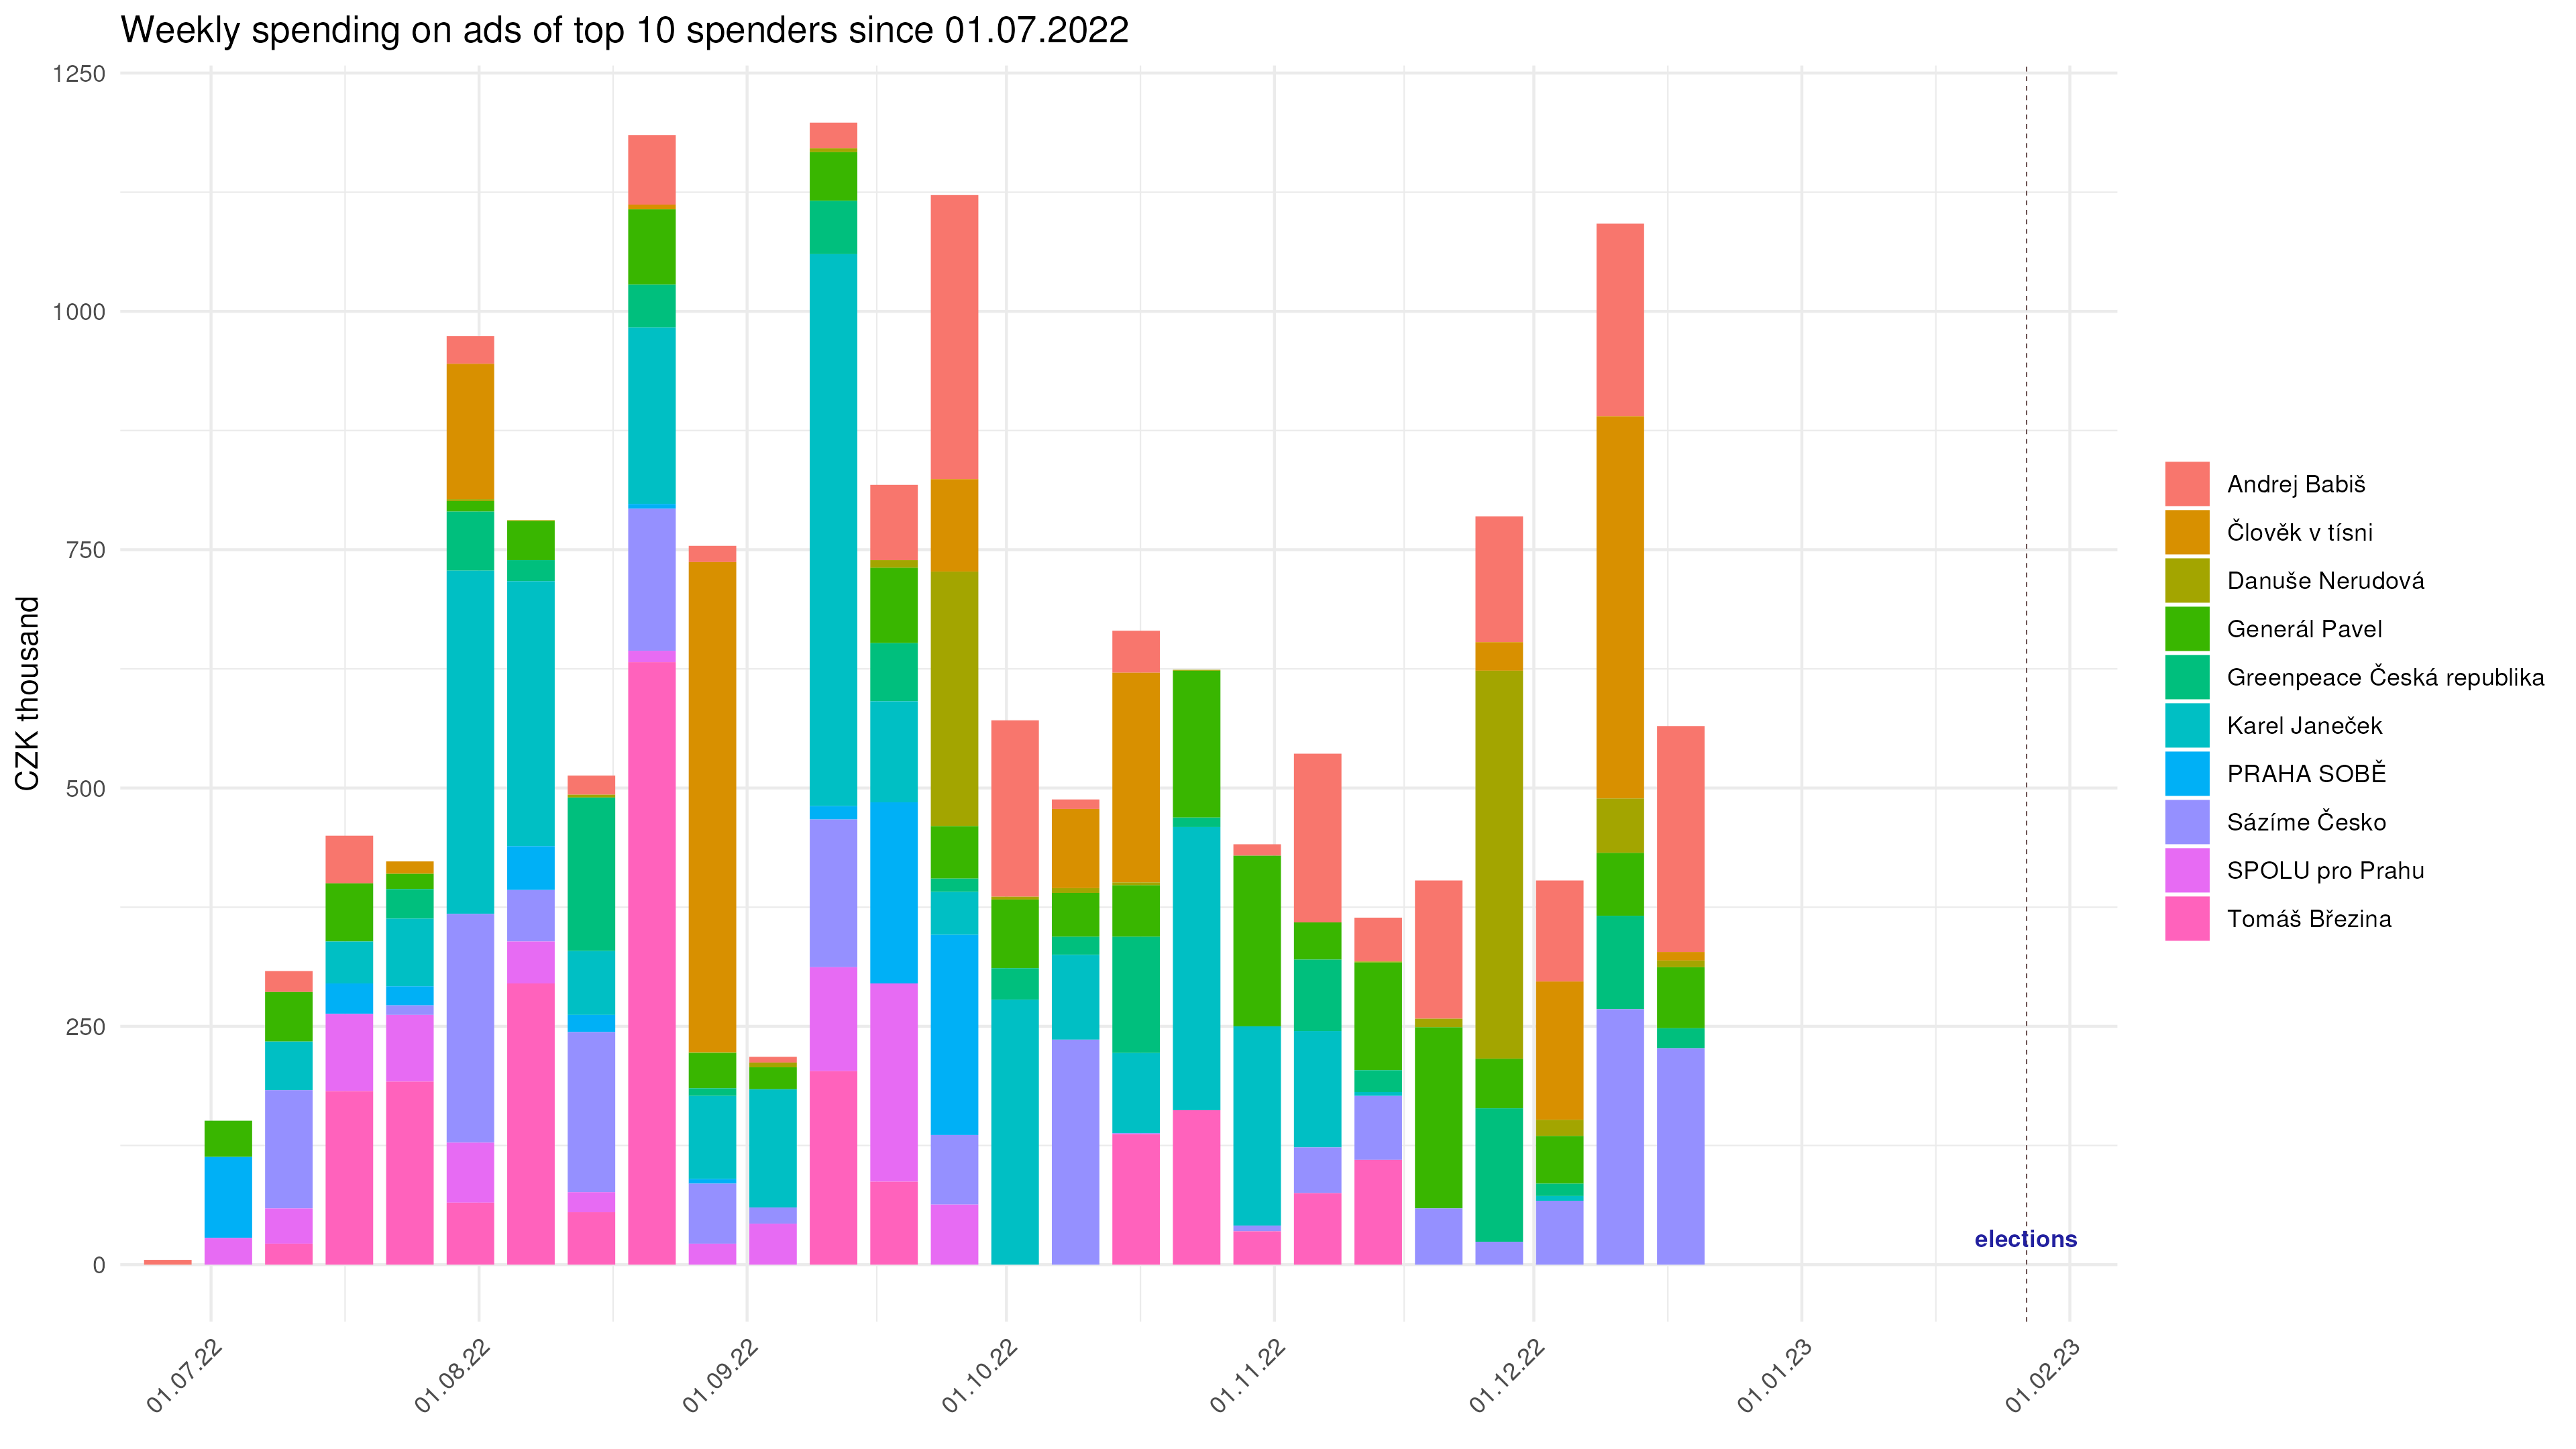 Weekly spending on ads of top 10 spenders since 01.07.2022
CZK thousand
1250
1000
750
500
250
0
01.07.22
01.08.22
01.09.22
01.10.22
01.11.22
01.12.22
01.01.23
01.02.23
elections
Andrej Babiš
Člověk v tísni
Danuše Nerudová
Generál Pavel
Greenpeace Česká republika
Karel Janeček
PRAHA SOBĚ
Sázíme Česko
SPOLU pro Prahu
Tomáš Březina